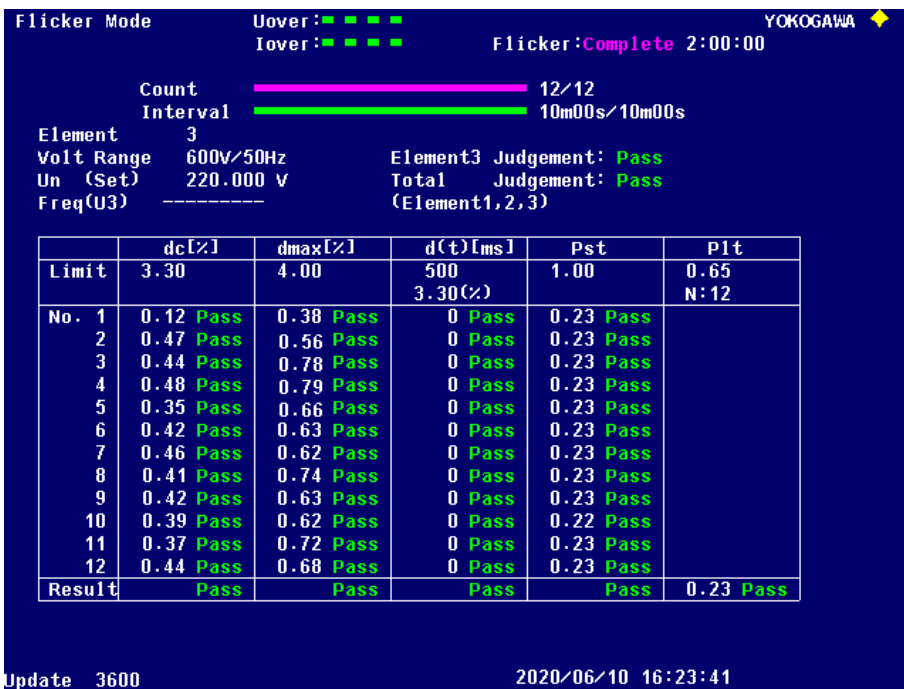 Flicker Mode Uover: YOKOGAWA
Iover: Flicker:Complete 2:00:00
Count 12/12
Interval 10m00s/10m00s
Element 3
Volt Range 600V/50Hz Element3 Judgement: Pass
Un (Set) 220.000 V Total Judgement: Pass
Freq(U3) --------- (Element1,2,3)
dc[%] dmax[%] d(t)[ms] Pst Plt
Limit 3.30 4.00 500 1.00 0.65
3.30(%) N:12
No. 1 0.12 Pass 0.38 Pass 0 Pass 0.23 Pass
2 0.47 Pass 0.56 Pass 0 Pass 0.23 Pass
3 0.44 Pass 0.78 Pass 0 Pass 0.23 Pass
4 0.48 Pass 0.79 Pass 0 Pass 0.23 Pass
5 0.35 Pass 0.66 Pass 0 Pass 0.23 Pass
6 0.42 Pass 0.63 Pass 0 Pass 0.23 Pass
7 0.46 Pass 0.62 Pass 0 Pass 0.23 Pass
8 0.41 Pass 0.74 Pass 0 Pass 0.23 Pass
9 0.42 Pass 0.63 Pass 0 Pass 0.23 Pass
10 0.39 Pass 0.62 Pass 0 Pass 0.22 Pass
11 0.37 Pass 0.72 Pass 0 Pass 0.23 Pass
12 0.44 Pass 0.68 Pass 0 Pass 0.23 Pass
Result Pass Pass Pass Pass 0.23 Pass
Update 3600 2020/06/10 16:23:41